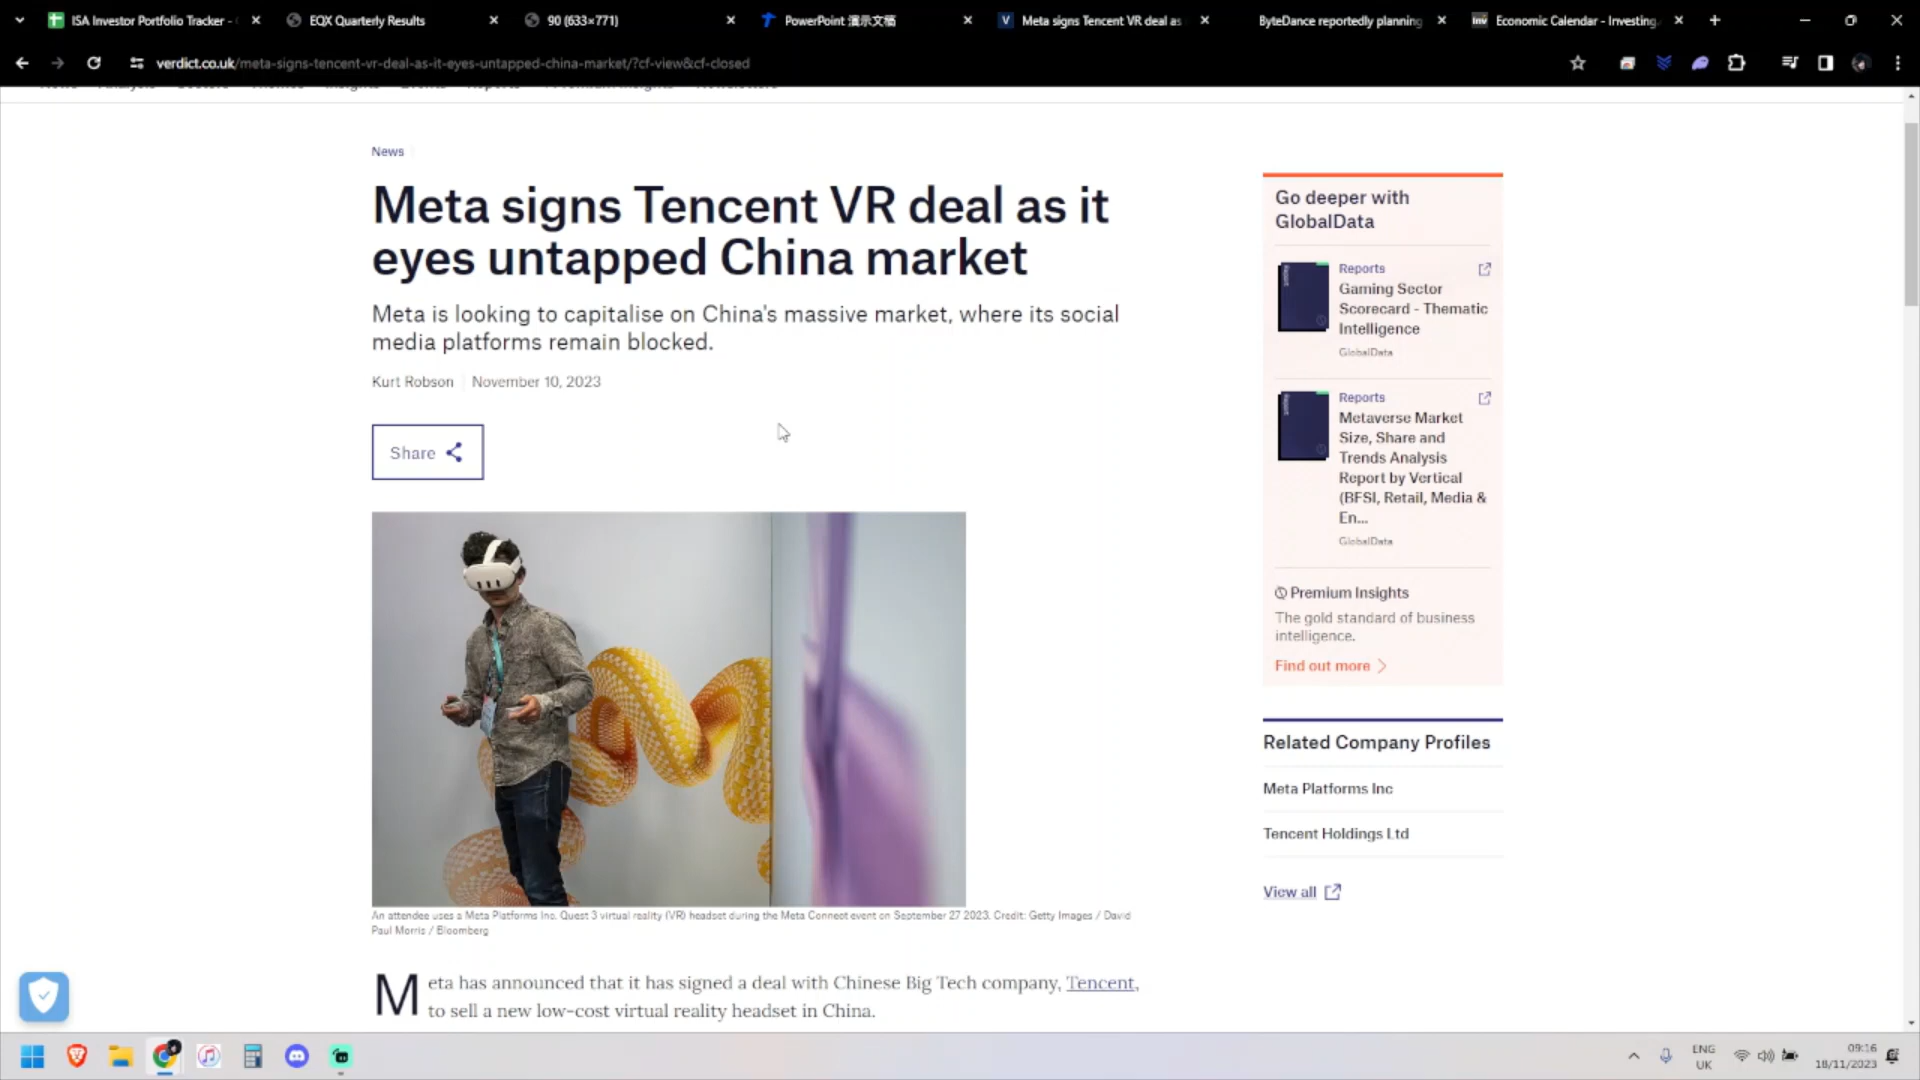 ISA Investor Portfolio Tracker -
EQX Quarterly Results
90 (633×771)
PowerPoint 演示文稿
Meta signs Tencent VR deal as
ByteDance reportedly planning
Economic Calendar - Investing.
verdict.co.uk/meta-signs-tencent-vr-deal-as-it-eyes-untapped-china-market/?cf-view&cf-closed
News
Meta signs Tencent VR deal as it
eyes untapped China market
Meta is looking to capitalise on China's massive market, where its social
media platforms remain blocked.
Kurt Robson
November 10, 2023
Share
An attendee uses a Meta Platforms Inc. Quest 3 virtual reality (VR) headset during the Meta Connect event on September 27 2023. Credit: Getty Images / David
Paul Morris / Bloomberg
Meta has announced that it has signed a deal with Chinese Big Tech company, Tencent,
to sell a new low-cost virtual reality headset in China.
Go deeper with
GlobalData
Reports
Gaming Sector
Scorecard - Thematic
Intelligence
GlobalData
Reports
Metaverse Market
Size, Share and
Trends Analysis
Report by Vertical
(BFSI, Retail, Media &
En...
GlobalData
Premium Insights
The gold standard of business
intelligence.
Find out more
Related Company Profiles
Meta Platforms Inc
Tencent Holdings Ltd
View all
ENG
UK
09:16
18/11/2023